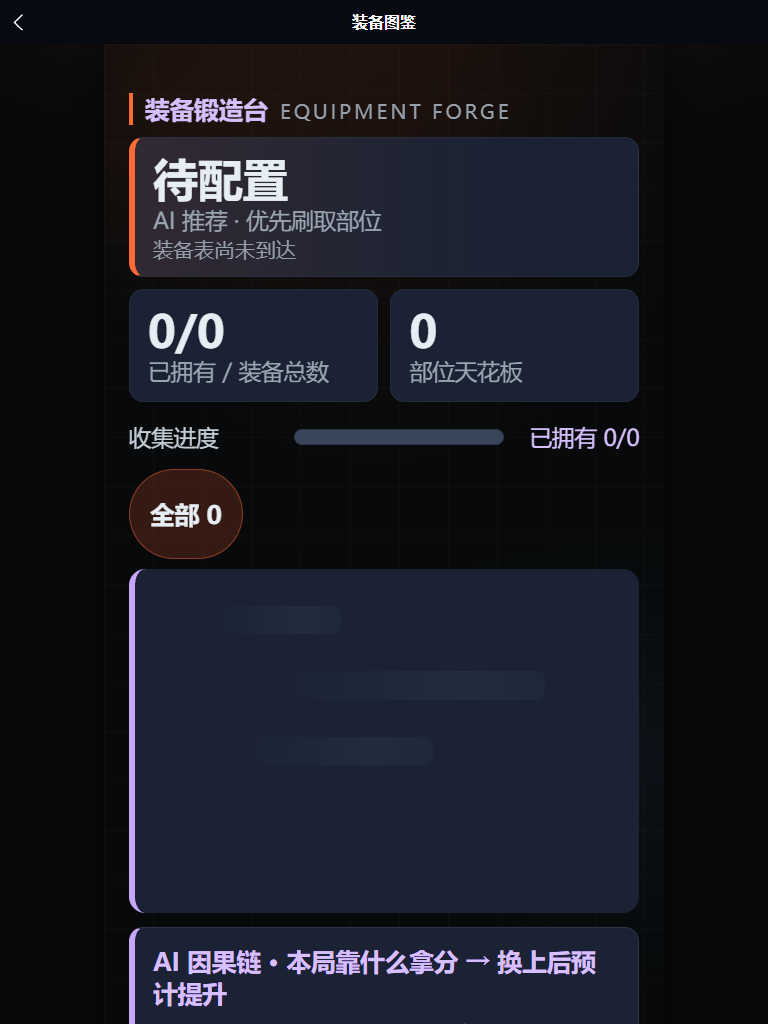 装备图鉴
装备锻造台 EQUIPMENT FORGE
待配置
AI 推荐 · 优先刷取部位
装备表尚未到达
0/0
已拥有 / 装备总数
0
部位天花板
收集进度
已拥有 0/0
全部 0
AI 因果链 · 本局靠什么拿分 → 换上后预
计提升